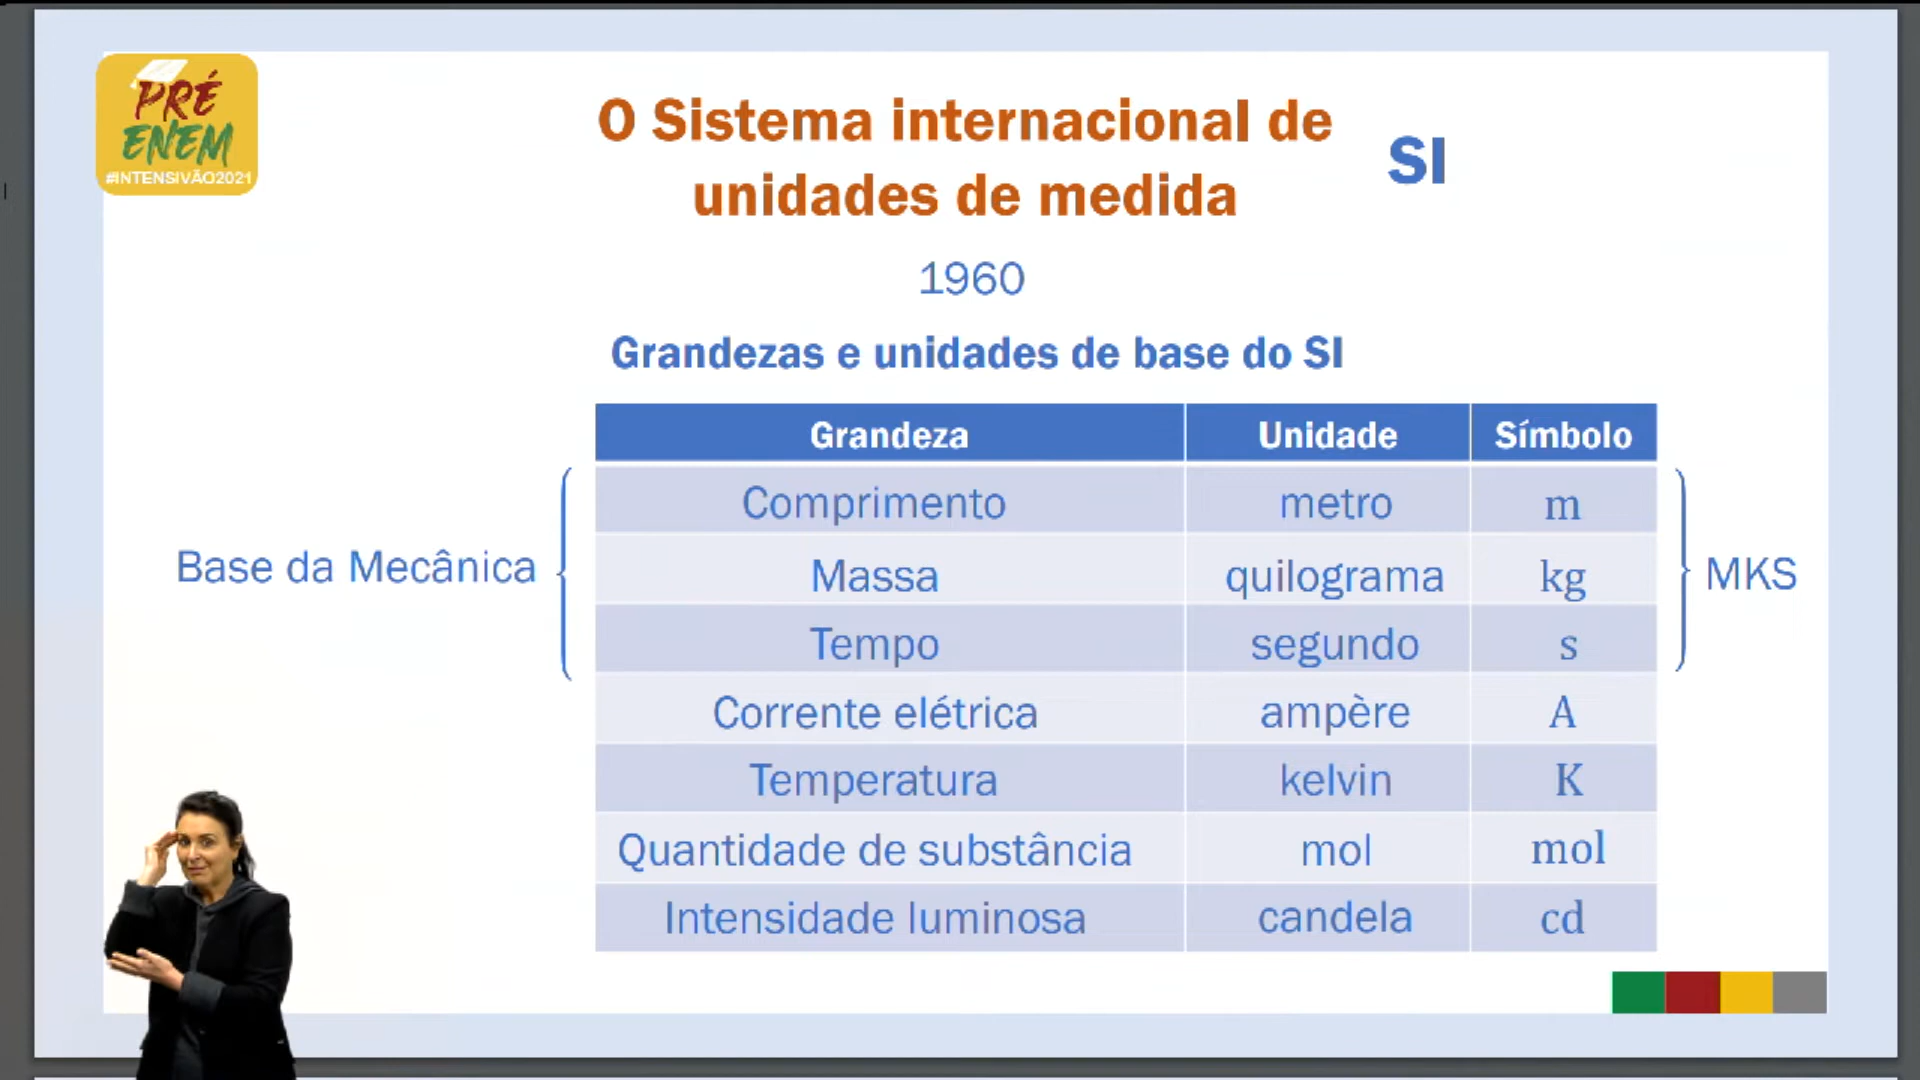 PRÉ
ENEM
#INTENSIVÃO2021
O Sistema internacional de
unidades de medida
SI
1960
Grandezas e unidades de base do SI
Grandeza Unidade Símbolo
Comprimento metro m
Massa quilograma kg
Tempo segundo s
Corrente elétrica ampère A
Temperatura kelvin K
Quantidade de substância mol mol
Intensidade luminosa candela cd
Base da Mecânica
MKS